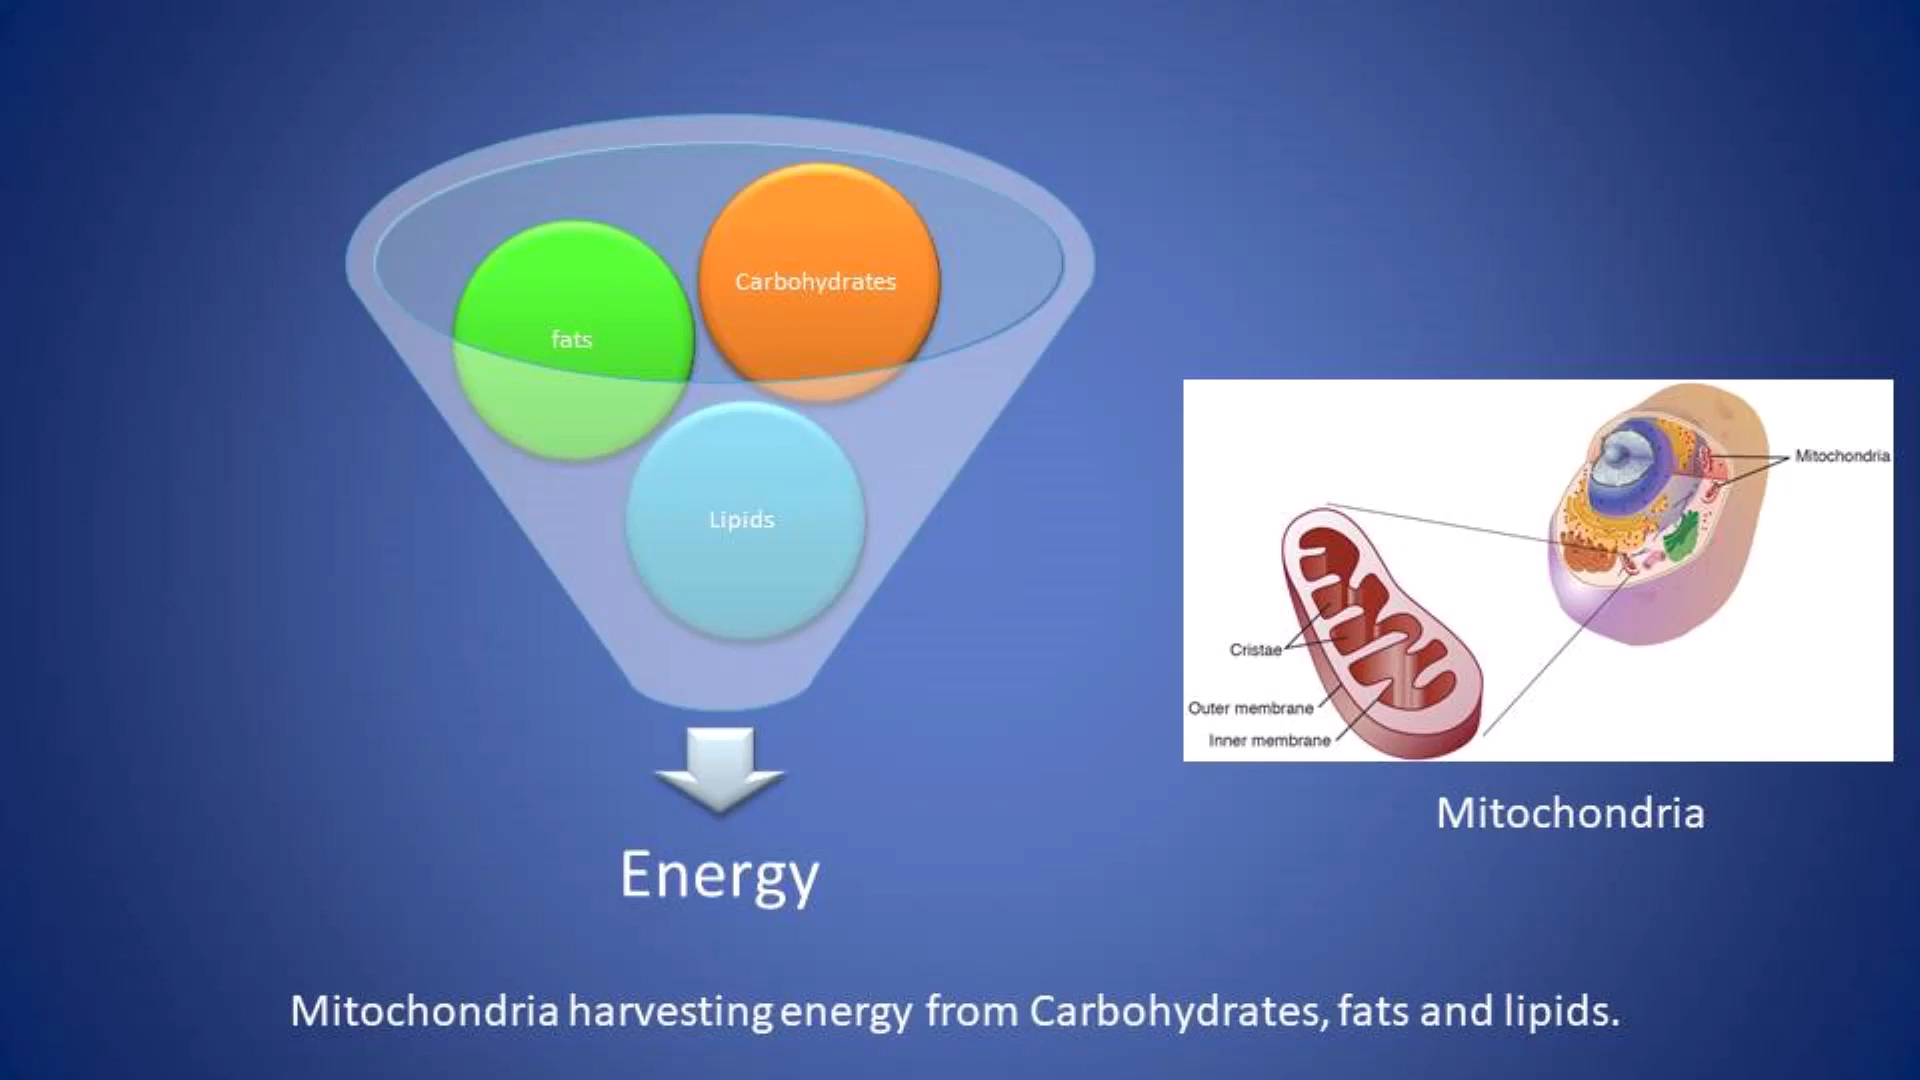 Carbohydrates
fats
Lipids
Energy
Mitochondria
Cristae
Outer membrane
Inner membrane
Mitochondria
Mitochondria harvesting energy from Carbohydrates, fats and lipids.